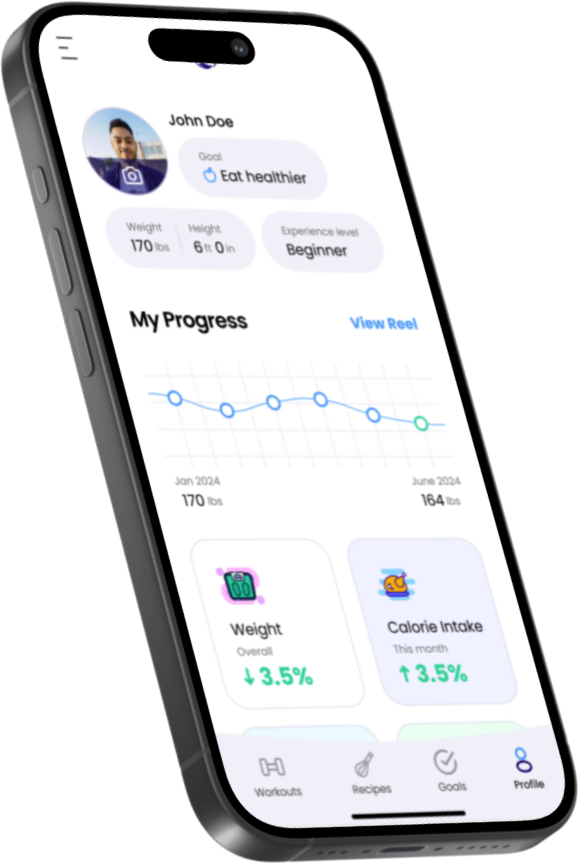 John Doe
Goal
Eat healthier
Weight Height
170 lbs 6 ft 0 in
Experience level
Beginner
My Progress View Reel
Jan 2024 June 2024
170 lbs 164 lbs
Weight
Overall
↓ 3.5%
Calorie Intake
This month
↑ 3.5%
Workouts Recipes Goals Profile